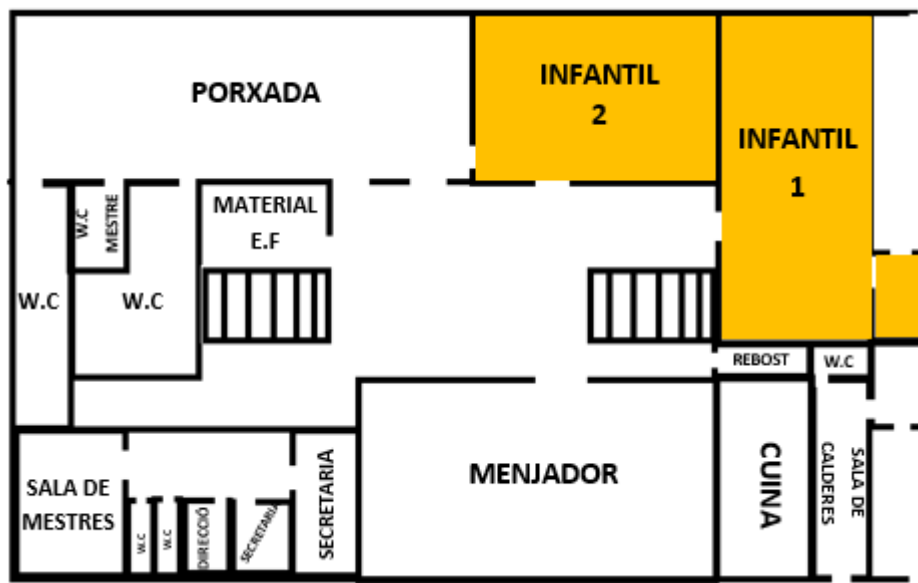 PORXADA
INFANTIL
2
INFANTIL
1
W.C
MESTRE
MATERIAL
E.F
W.C
W.C
REBOST
W.C
SALA DE
MESTRES
W.C
W.C
DIRECCIÓ
SECRETARIA
SECRETARIA
MENJADOR
CUINA
SALA DE
CALDERES